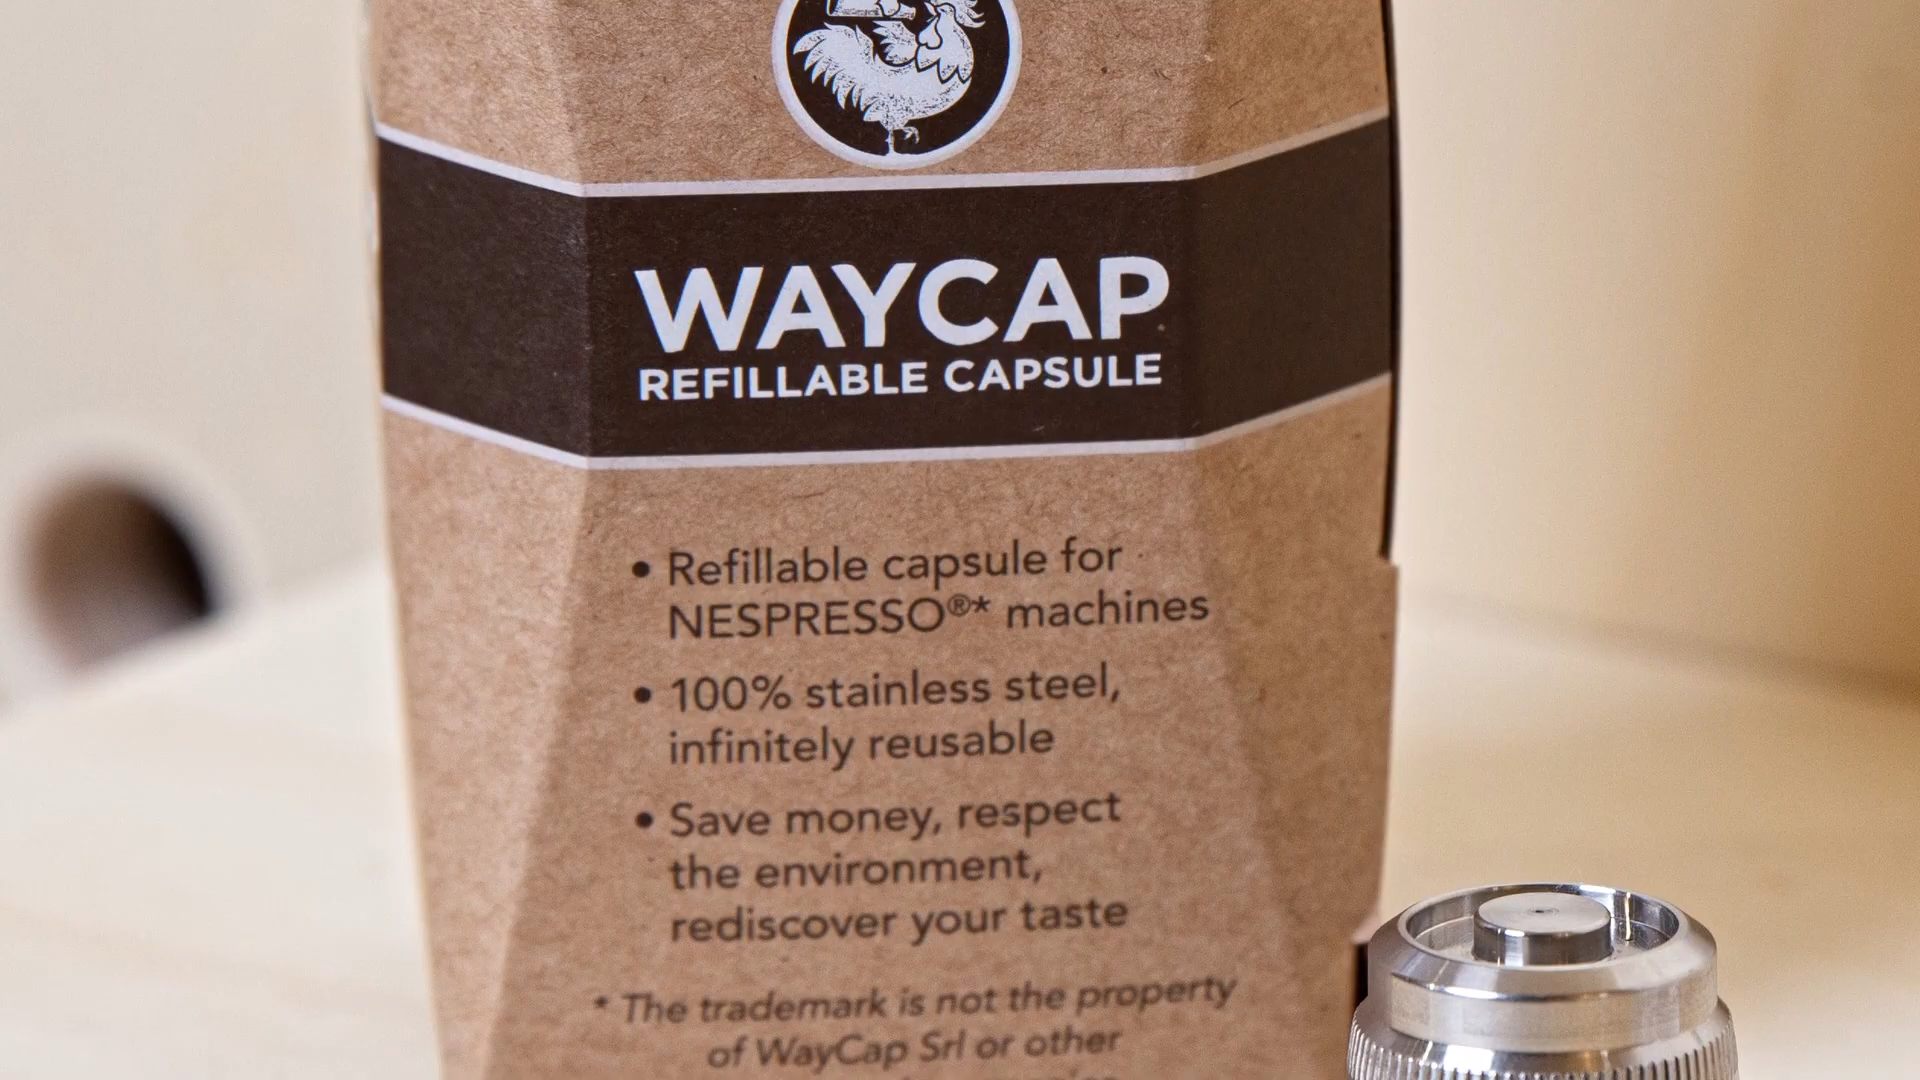 WAYCAP
REFILLABLE CAPSULE
• Refillable capsule for
NESPRESSO®* machines
• 100% stainless steel,
infinitely reusable
• Save money, respect
the environment,
rediscover your taste
* The trademark is not the property
of WayCap Srl or other